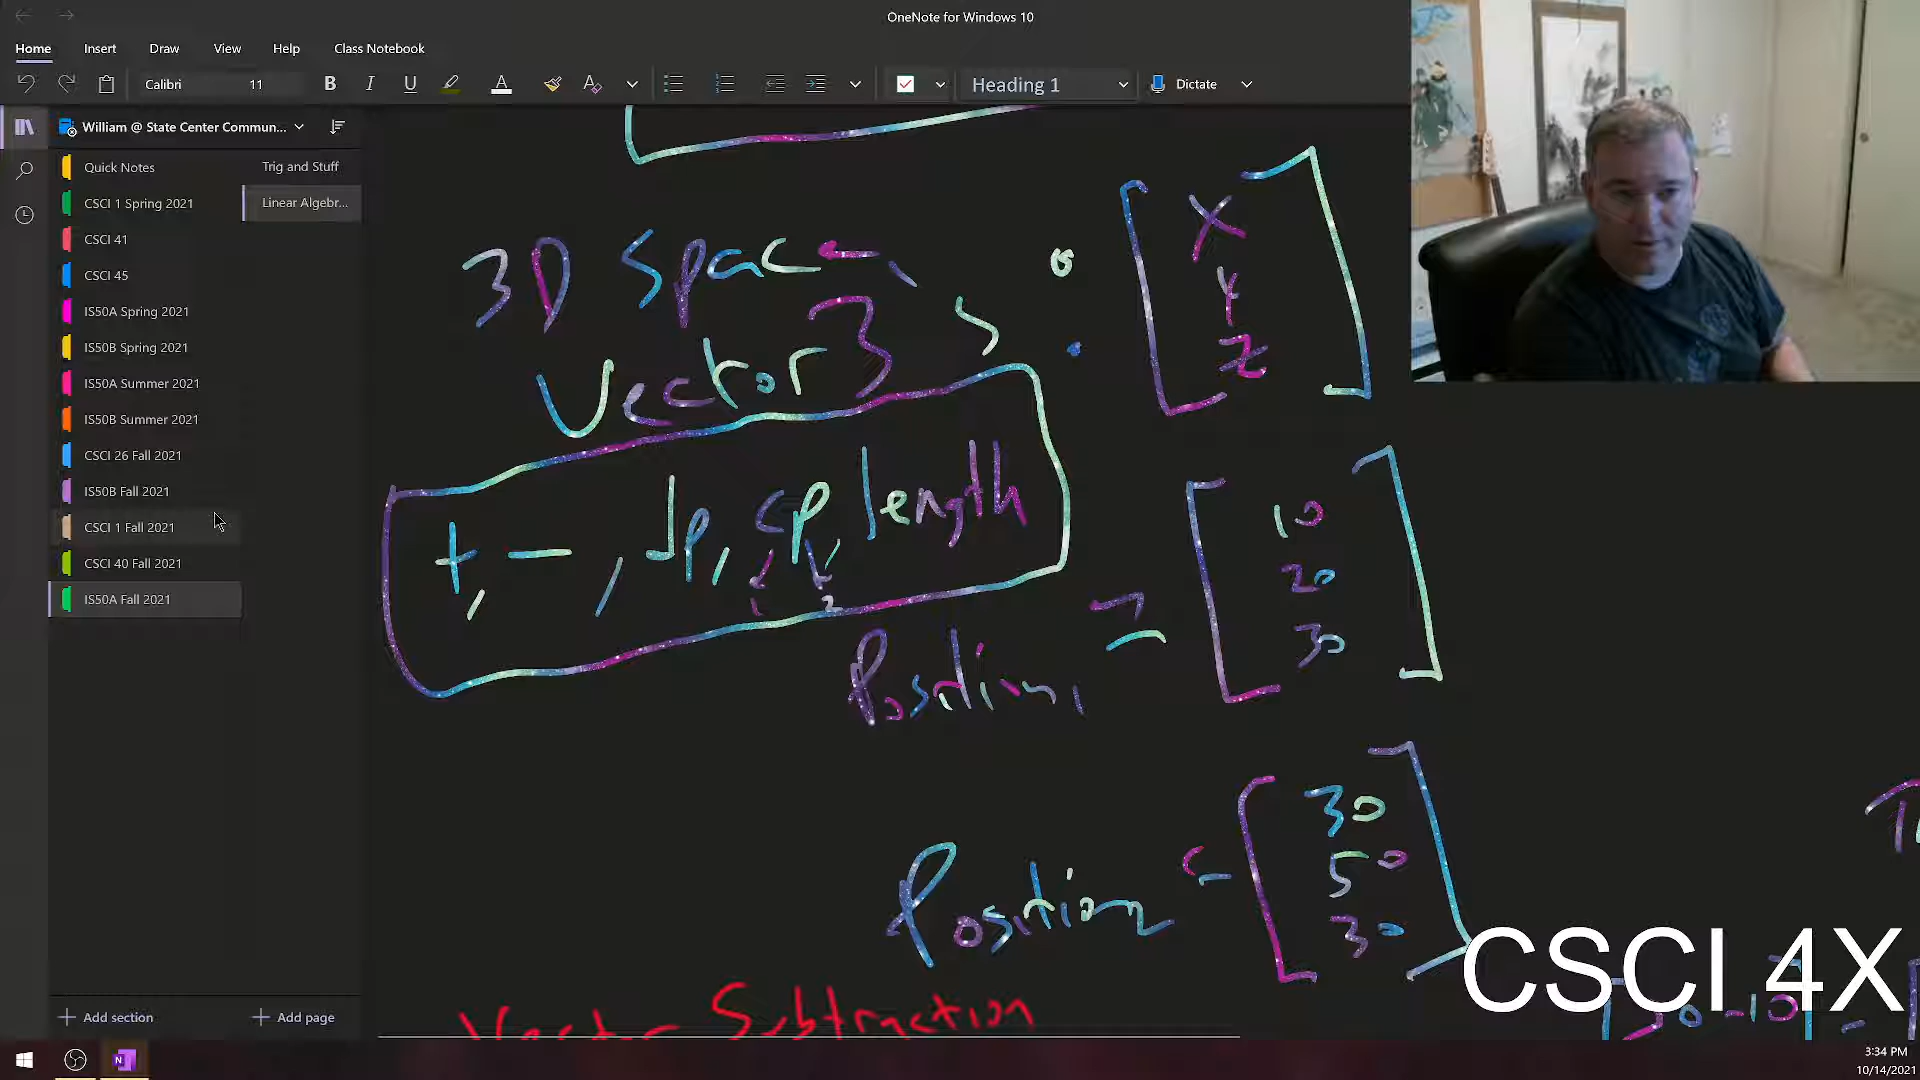 OneNote for Windows 10
Home Insert Draw View Help Class Notebook
Calibri 11 B I U A Heading 1 Dictate
William @ State Center Commun...
Quick Notes
CSCI 1 Spring 2021
CSCI 41
CSCI 45
IS50A Spring 2021
IS50B Spring 2021
IS50A Summer 2021
IS50B Summer 2021
CSCI 26 Fall 2021
IS50B Fall 2021
CSCI 1 Fall 2021
CSCI 40 Fall 2021
IS50A Fall 2021
Trig and Stuff
Linear Algebr...
Add section
Add page
3D Space,
Vector3
X
Y
Z
+, -, dp, cp, length
1 2
Position, =
10
20
30
Position =
30
50
30
Vector Subtraction
CSCI 4X
3:34 PM
10/14/2021